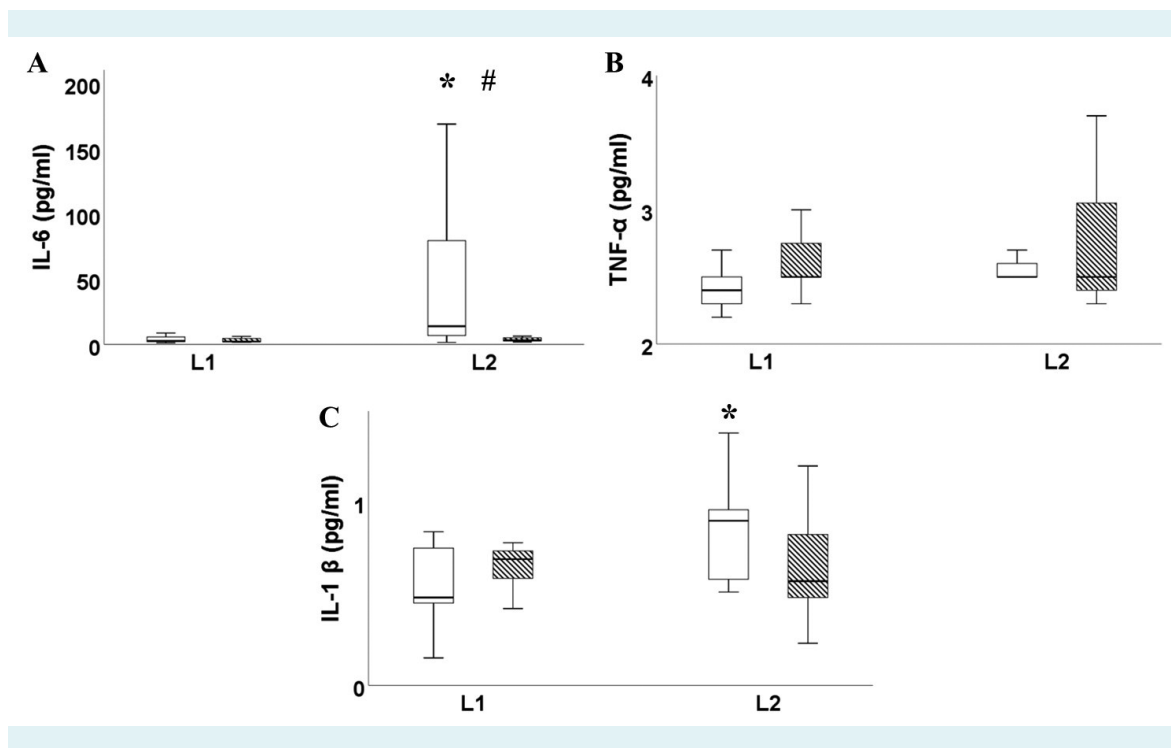 A
IL-6 (pg/ml)
200
150
100
50
0
* #
L1 L2
B
TNF-α (pg/ml)
4
3
2
L1 L2
C
IL-1 β (pg/ml)
1
0
*
L1 L2